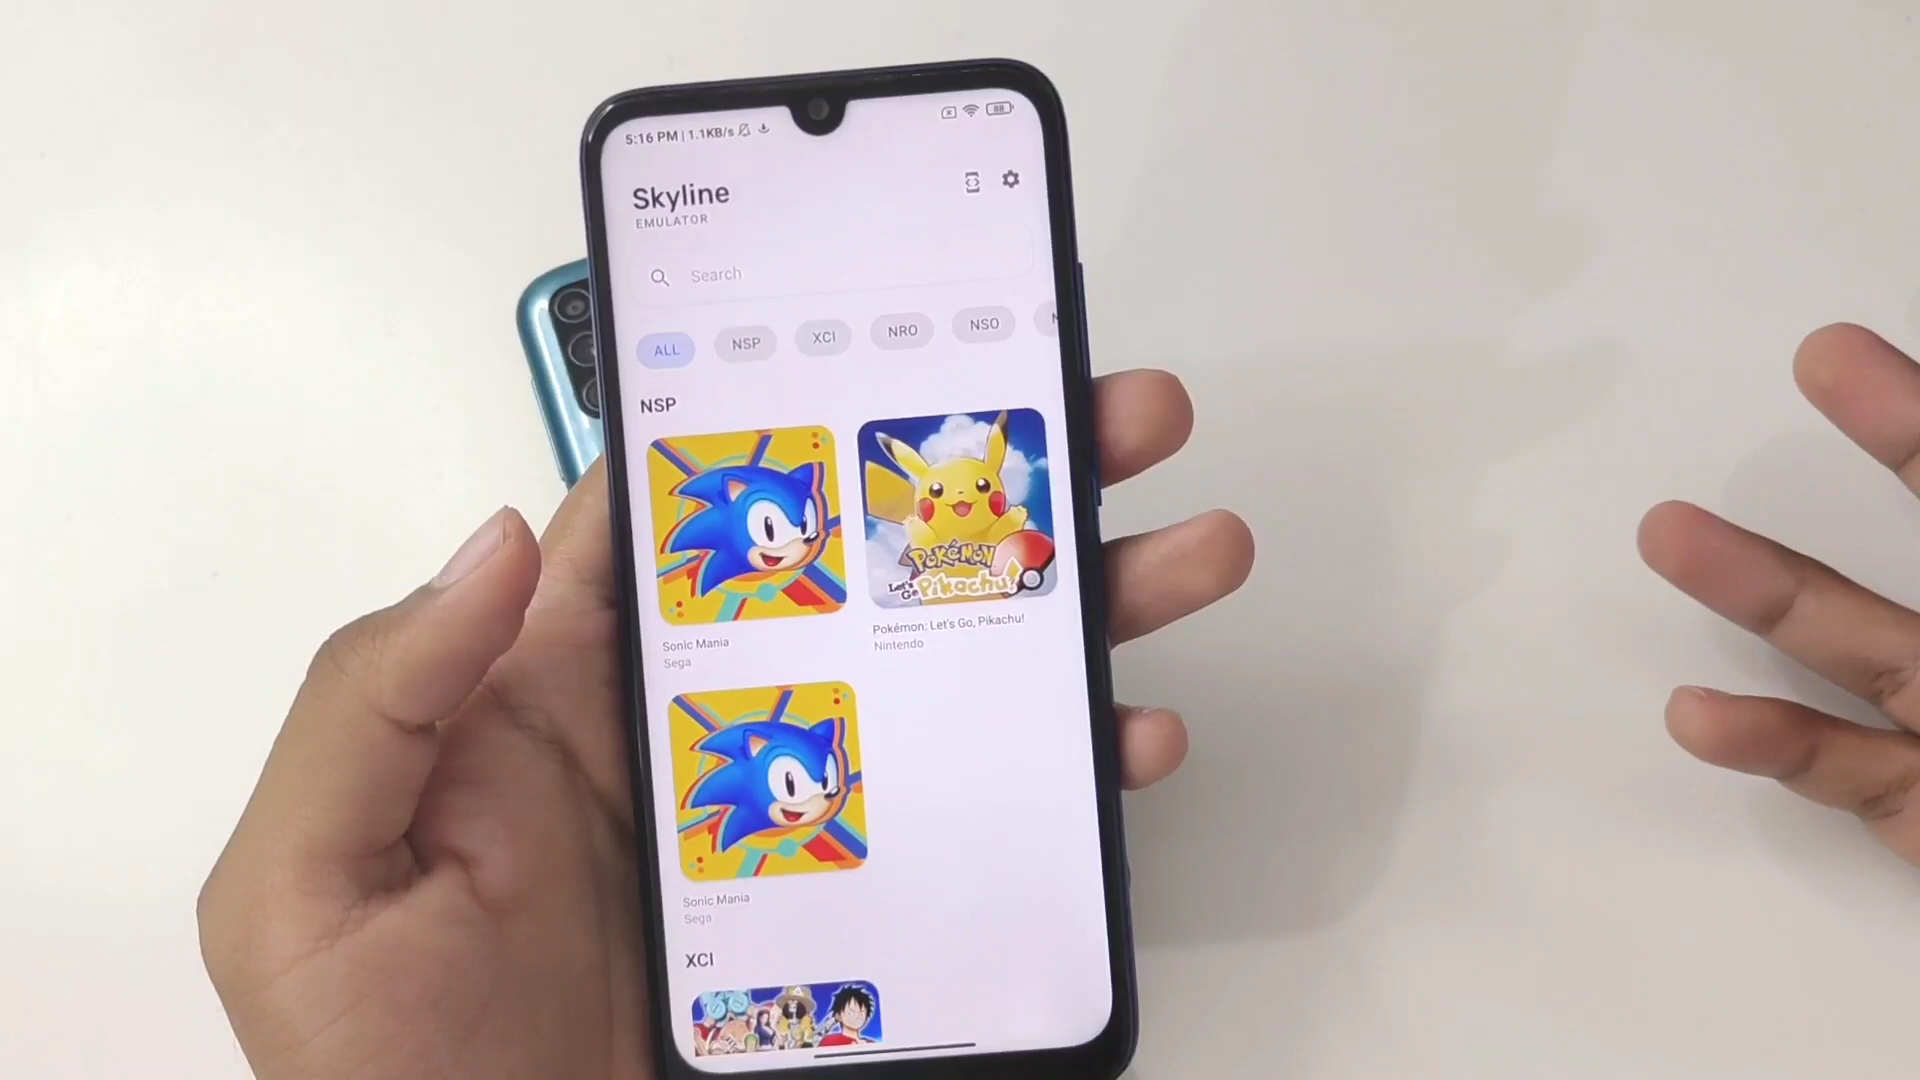 5:16 PM | 1.1KB/s
88
Skyline
EMULATOR
Search
ALL
NSP
XCI
NRO
NSO
N
NSP
POKéMON
Let's Go Pikachu!
Sonic Mania
Sega
Pokémon: Let's Go, Pikachu!
Nintendo
Sonic Mania
Sega
XCI